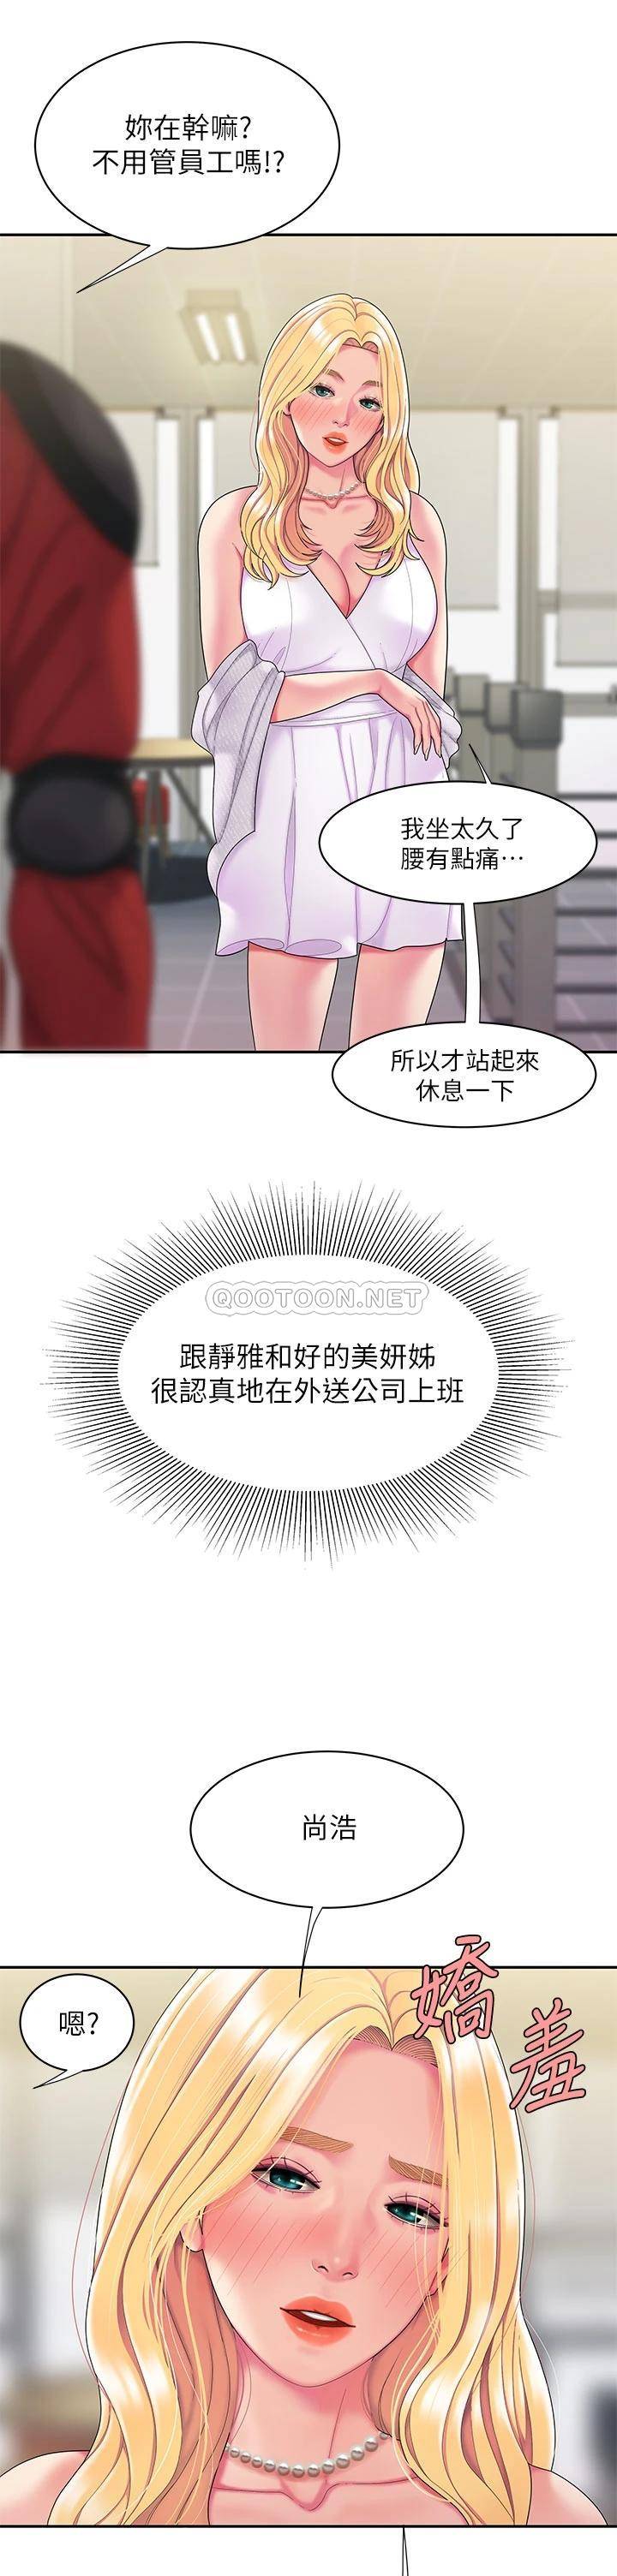 妳在幹嘛?
不用管員工嗎!?
我坐太久了
腰有點痛…
所以才站起來
休息一下
QOOTOON.NET
跟靜雅和好的美妍姊
很認真地在外送公司上班
尚浩
嗯?
嬌羞